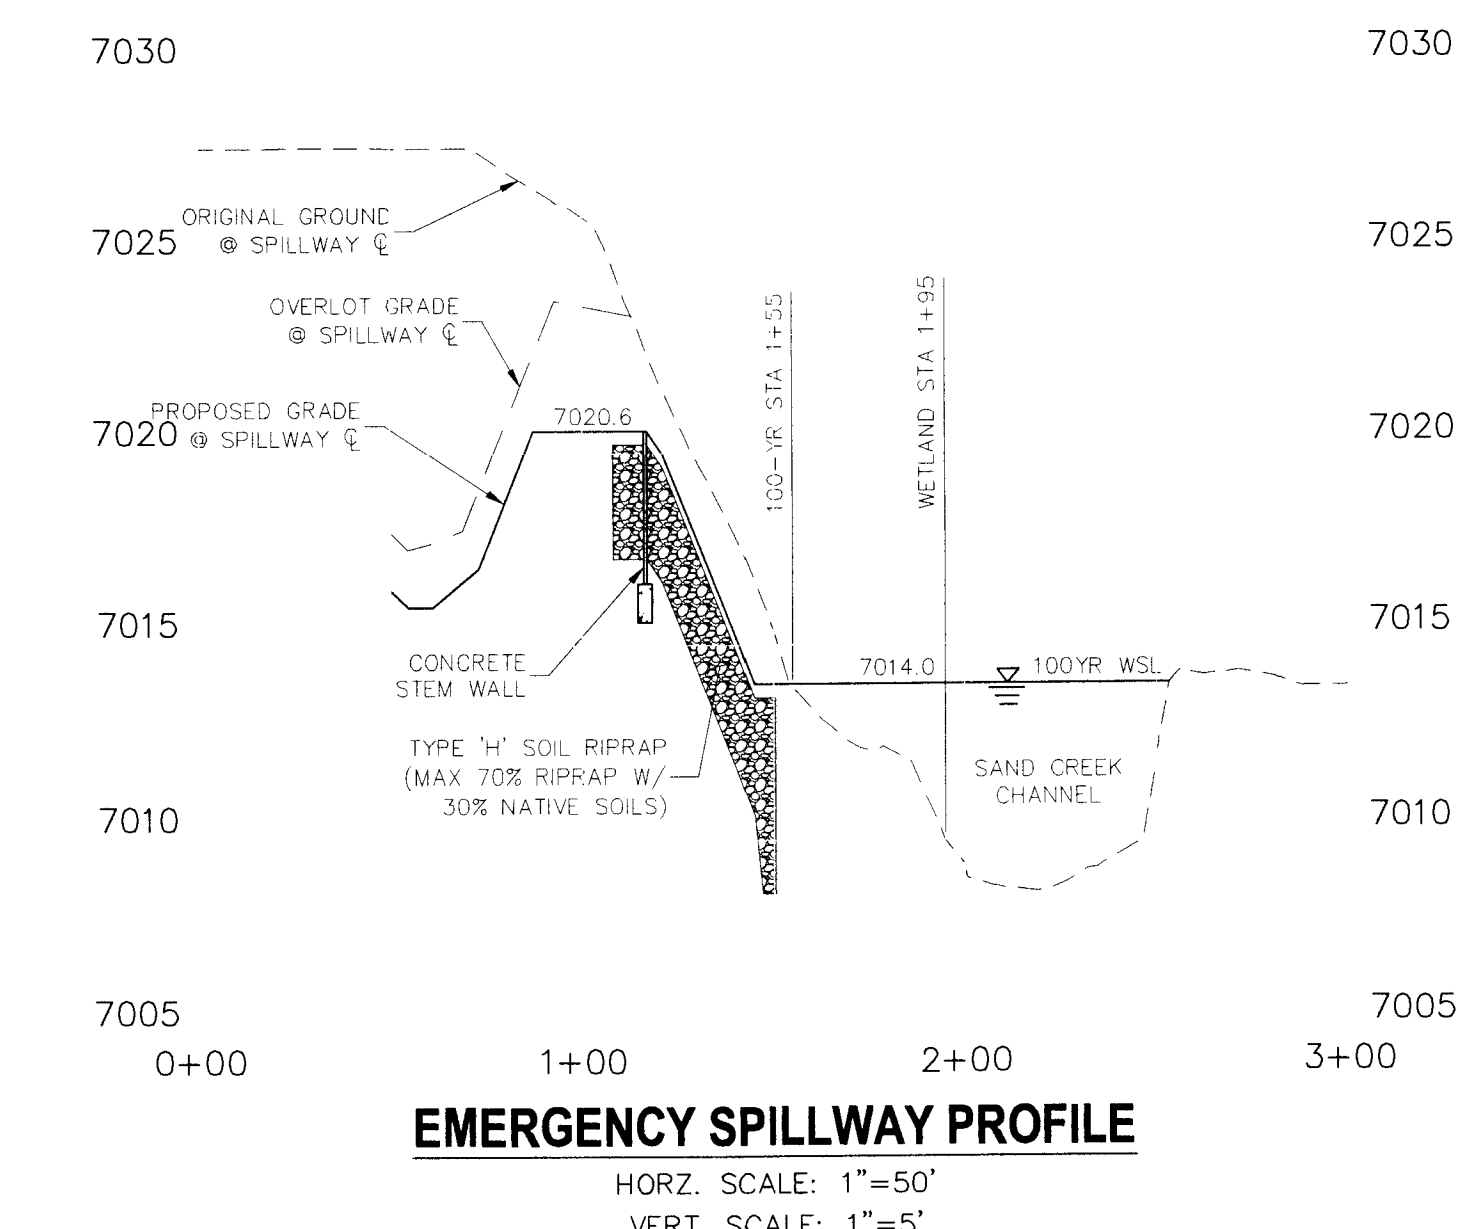 7030 7030
ORIGINAL GROUND
@ SPILLWAY ℄
7025 7025
OVERLOT GRADE
@ SPILLWAY ℄
100-YR STA 1+55
WETLAND STA 1+95
PROPOSED GRADE
@ SPILLWAY ℄
7020.6
7020 7020
7015 7015
CONCRETE
STEM WALL
7014.0
100YR WSL
TYPE 'H' SOIL RIPRAP
(MAX 70% RIPRAP W/
30% NATIVE SOILS)
SAND CREEK
CHANNEL
7010 7010
7005 7005
0+00 1+00 2+00 3+00
EMERGENCY SPILLWAY PROFILE
HORZ. SCALE: 1"=50'
VERT. SCALE: 1"=5'